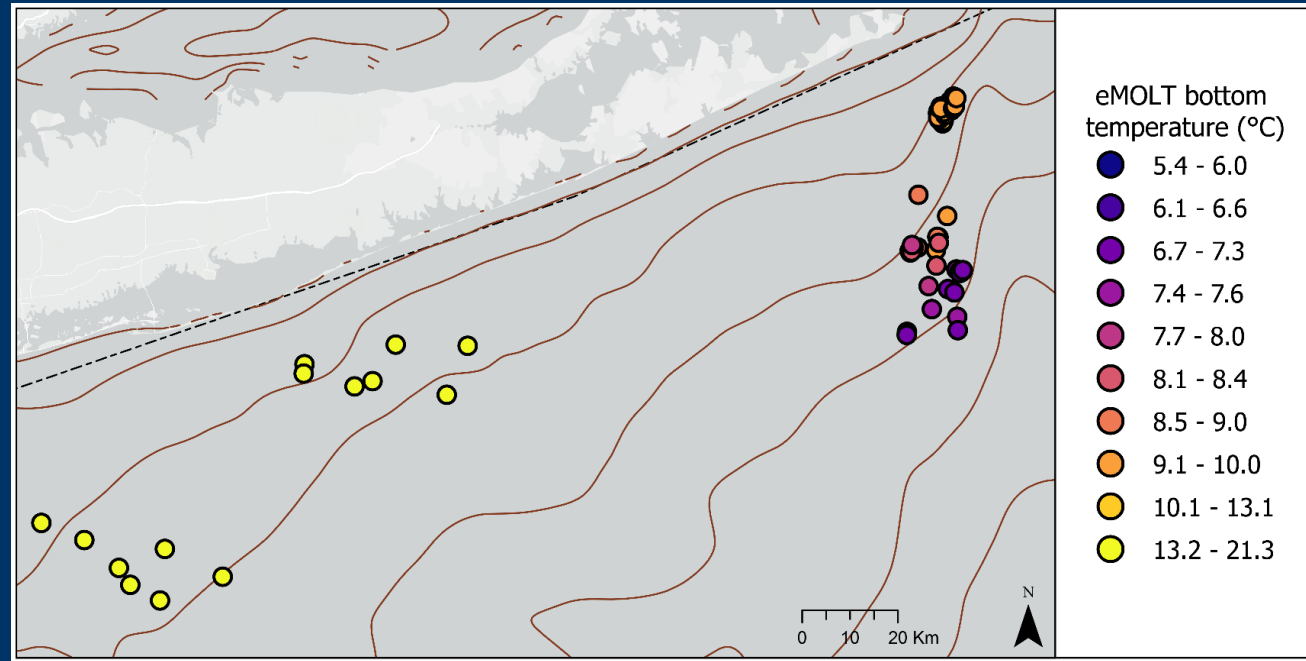 eMOLT bottom
temperature (°C)
5.4 - 6.0
6.1 - 6.6
6.7 - 7.3
7.4 - 7.6
7.7 - 8.0
8.1 - 8.4
8.5 - 9.0
9.1 - 10.0
10.1 - 13.1
13.2 - 21.3
N
0 10 20 Km